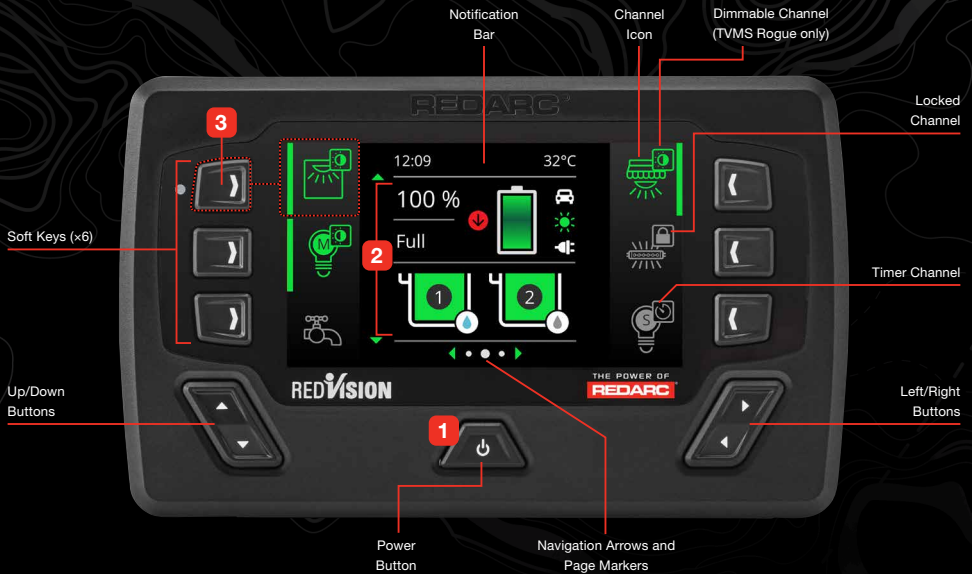 Notification
Bar
Channel
Icon
Dimmable Channel
(TVMS Rogue only)
Locked
Channel
REDARC®
3
12:09
32°C
100 %
M
Full
2
Soft Keys (×6)
1
2
S
Timer Channel
REDVISION
THE POWER OF
REDARC
Up/Down
Buttons
Left/Right
Buttons
1
Power
Button
Navigation Arrows and
Page Markers